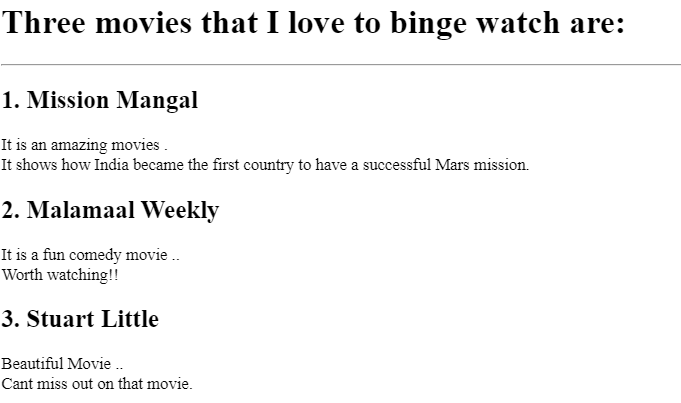 Three movies that I love to binge watch are:
1. Mission Mangal
It is an amazing movies .
It shows how India became the first country to have a successful Mars mission.
2. Malamaal Weekly
It is a fun comedy movie ..
Worth watching!!
3. Stuart Little
Beautiful Movie ..
Cant miss out on that movie.